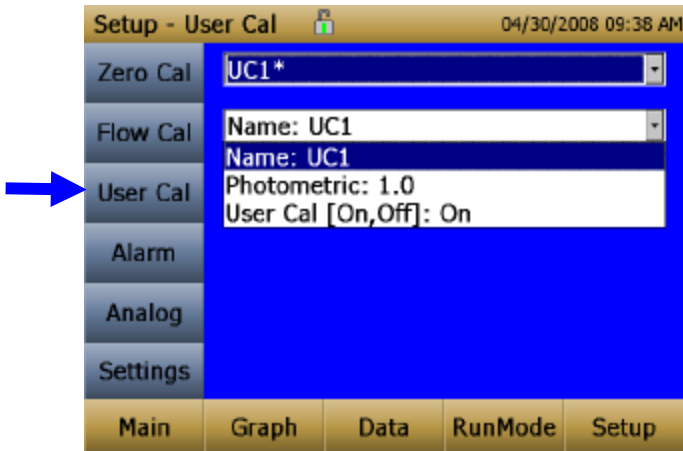 Setup - User Cal 04/30/2008 09:38 AM
Zero Cal
Flow Cal
User Cal
Alarm
Analog
Settings
UC1*
Name: UC1
Name: UC1
Photometric: 1.0
User Cal [On,Off]: On
Main Graph Data RunMode Setup